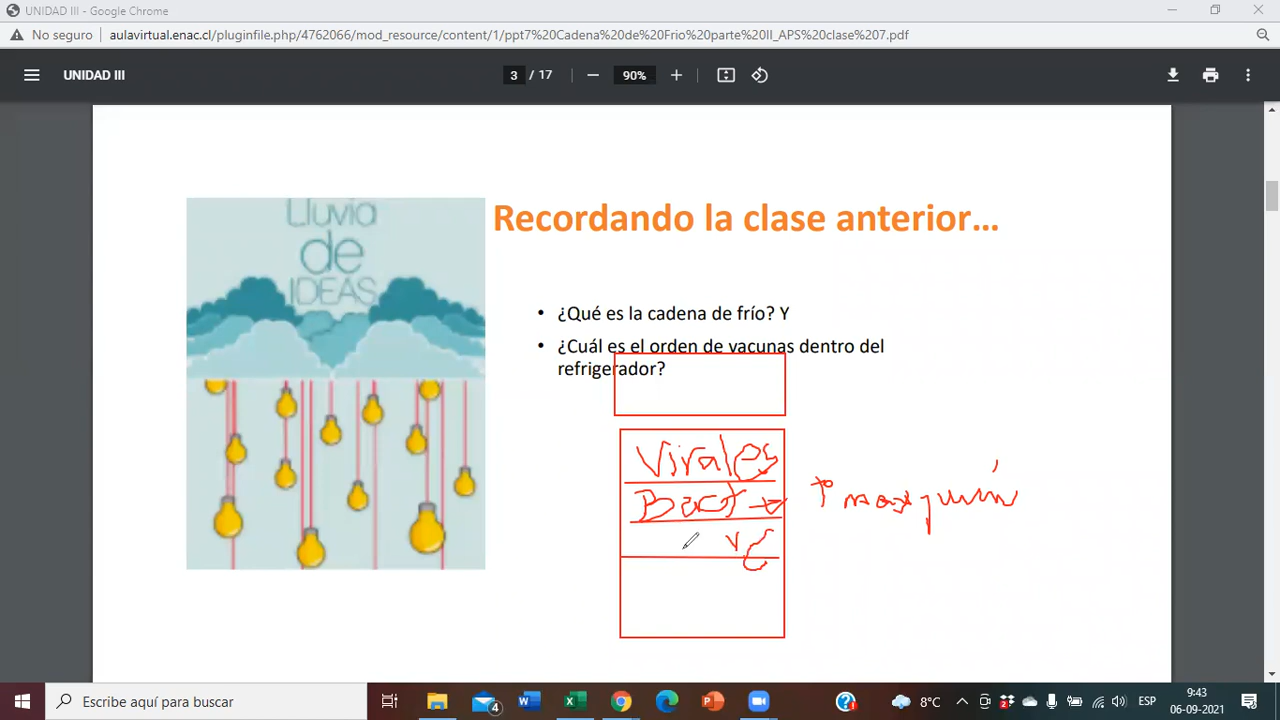 UNIDAD III - Google Chrome
No seguro aulavirtual.enac.cl/pluginfile.php/4762066/mod_resource/content/1/ppt7%20Cadena%20de%20Frio%20parte%20II_APS%20clase%207.pdf
UNIDAD III 3 / 17 90%
Lluvia
de
IDEAS
Recordando la clase anterior...
• ¿Qué es la cadena de frío? Y
• ¿Cuál es el orden de vacunas dentro del
refrigerador?
Virales
Bact
Escribe aquí para buscar
4
2
8°C
ESP
9:43
06-09-2021